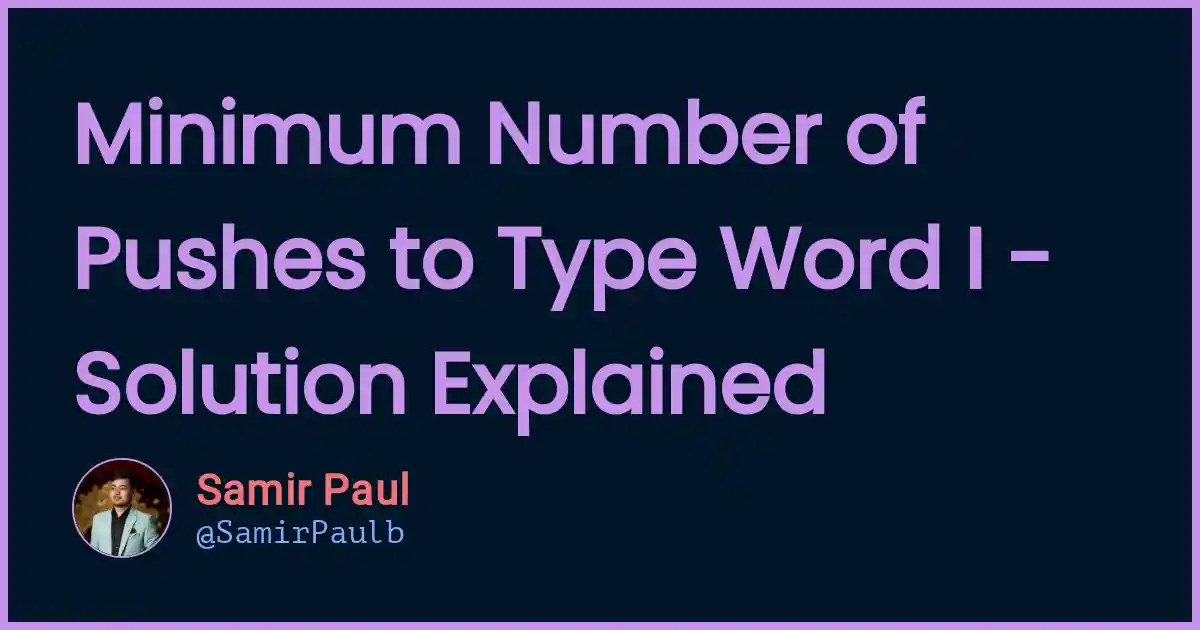 Minimum Number of
Pushes to Type Word I -
Solution Explained
Samir Paul
@SamirPaulb